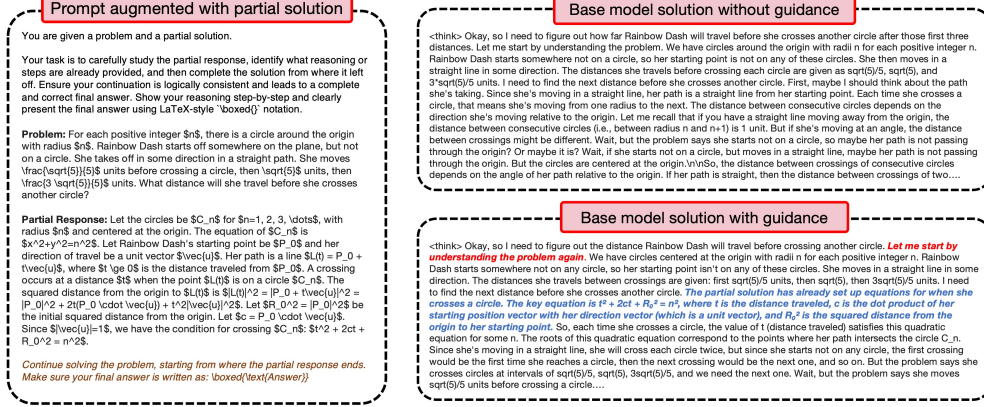 Prompt augmented with partial solution
You are given a problem and a partial solution.
Your task is to carefully study the partial response, identify what reasoning or
steps are already provided, and then complete the solution from where it left
off. Ensure your continuation is logically consistent and leads to a complete
and correct final answer. Show your reasoning step-by-step and clearly
present the final answer using LaTeX-style `\boxed{}` notation.
Problem: For each positive integer $n$, there is a circle around the origin
with radius $n$. Rainbow Dash starts off somewhere on the plane, but not
on a circle. She takes off in some direction in a straight path. She moves
\frac{\sqrt{5}}{5}$ units before crossing a circle, then \sqrt{5}$ units, then
\frac{3 \sqrt{5}}{5}$ units. What distance will she travel before she crosses
another circle?
Partial Response: Let the circles be $C_n$ for $n=1, 2, 3, \dots$, with
radius $n$ and centered at the origin. The equation of $C_n$ is
$x^2+y^2=n^2$. Let Rainbow Dash's starting point be $P_0$ and her
direction of travel be a unit vector $\vec{u}$. Her path is a line $L(t) = P_0 +
t\vec{u}$, where $t \ge 0$ is the distance traveled from $P_0$. A crossing
occurs at a distance $t$ when the point $L(t)$ is on a circle $C_n$. The
squared distance from the origin to $L(t)$ is $|L(t)|^2 = |P_0 + t\vec{u}|^2 =
|P_0|^2 + 2t(P_0 \cdot \vec{u}) + t^2|\vec{u}|^2$. Let $R_0^2 = |P_0|^2$ be
the initial squared distance from the origin. Let $c = P_0 \cdot \vec{u}$.
Since $|\vec{u}|=1$, we have the condition for crossing $C_n$: $t^2 + 2ct +
R_0^2 = n^2$.
Continue solving the problem, starting from where the partial response ends.
Make sure your final answer is written as: \boxed{\text{Answer}}
Base model solution without guidance
<think> Okay, so I need to figure out how far Rainbow Dash will travel before she crosses another circle after those first three
distances. Let me start by understanding the problem. We have circles around the origin with radii n for each positive integer n.
Rainbow Dash starts somewhere not on a circle, so her starting point is not on any of these circles. She then moves in a
straight line in some direction. The distances she travels before crossing each circle are given as sqrt(5)/5, sqrt(5), and
3*sqrt(5)/5 units. I need to find the next distance before she crosses another circle. First, maybe I should think about the path
she's taking. Since she's moving in a straight line, her path is a straight line from her starting point. Each time she crosses a
circle, that means she's moving from one radius to the next. The distance between consecutive circles depends on the
direction she's moving relative to the origin. Let me recall that if you have a straight line moving away from the origin, the
distance between consecutive circles (i.e., between radius n and n+1) is 1 unit. But if she's moving at an angle, the distance
between crossings might be different. Wait, but the problem says she starts not on a circle, so maybe her path is not passing
through the origin? Or maybe it is? Wait, if she starts not on a circle, but moves in a straight line, her path may be not passing
through the origin. But the circles are centered at the origin.\n\nSo, the distance between crossings of consecutive circles
depends on the angle of her path relative to the origin. If her path is straight, then the distance between crossings of two….
Base model solution with guidance
<think> Okay, so I need to figure out the distance Rainbow Dash will travel before crossing another circle. Let me start by
understanding the problem again. We have circles centered at the origin with radii n for each positive integer n. Rainbow
Dash starts somewhere not on any circle, so her starting point isn't on any of these circles. She moves in a straight line in some
direction. The distances she travels between crossings are given: first sqrt(5)/5 units, then sqrt(5), then 3sqrt(5)/5 units. I need
to find the next distance before she crosses another circle. The partial solution has already set up equations for when she
crosses a circle. The key equation is t² + 2ct + R₀² = n², where t is the distance traveled, c is the dot product of her
starting position vector with her direction vector (which is a unit vector), and R₀² is the squared distance from the
origin to her starting point. So, each time she crosses a circle, the value of t (distance traveled) satisfies this quadratic
equation for some n. The roots of this quadratic equation correspond to the points where her path intersects the circle C_n.
Since she's moving in a straight line, she will cross each circle twice, but since she starts not on any circle, the first crossing
would be the first time she reaches a circle, then the next crossing would be the next one, and so on. But the problem says she
crosses circles at intervals of sqrt(5)/5, sqrt(5), 3sqrt(5)/5, and we need the next one. Wait, but the problem says she moves
sqrt(5)/5 units before crossing a circle….